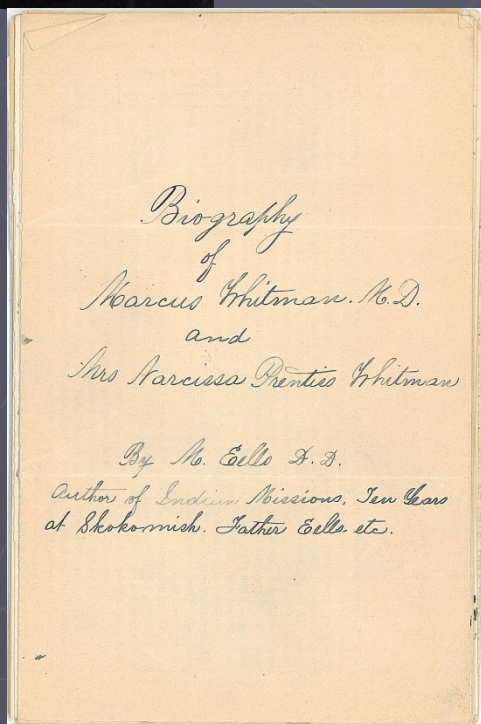 Biography
of
Marcus Whitman. M.D.
and
Mrs Narcissa Prentiss Whitman
By M. Eells D.D.
Author of Indian Missions, Ten Years
at Skokomish. Father Eells. etc.